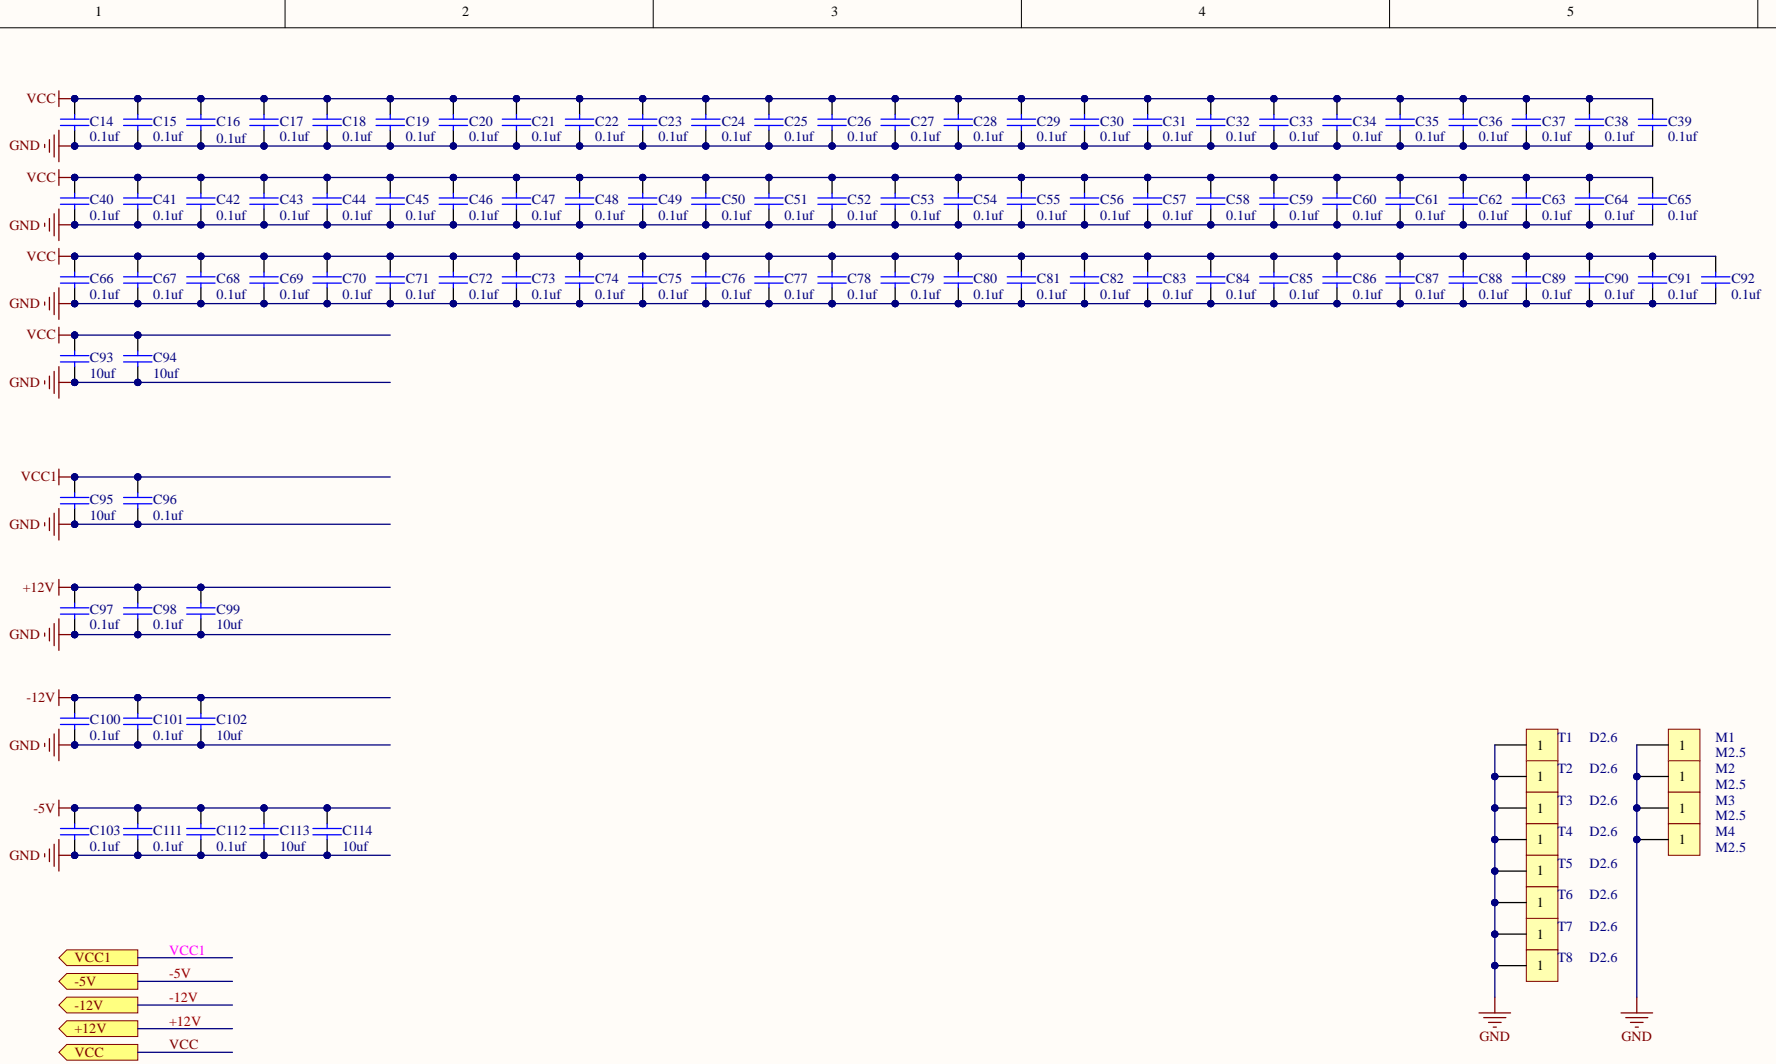 1 2 3 4 5
VCC
C14 C15 C16 C17 C18 C19 C20 C21 C22 C23 C24 C25 C26 C27 C28 C29 C30 C31 C32 C33 C34 C35 C36 C37 C38 C39
0.1uf 0.1uf 0.1uf 0.1uf 0.1uf 0.1uf 0.1uf 0.1uf 0.1uf 0.1uf 0.1uf 0.1uf 0.1uf 0.1uf 0.1uf 0.1uf 0.1uf 0.1uf 0.1uf 0.1uf 0.1uf 0.1uf 0.1uf 0.1uf 0.1uf 0.1uf
GND
VCC
C40 C41 C42 C43 C44 C45 C46 C47 C48 C49 C50 C51 C52 C53 C54 C55 C56 C57 C58 C59 C60 C61 C62 C63 C64 C65
0.1uf 0.1uf 0.1uf 0.1uf 0.1uf 0.1uf 0.1uf 0.1uf 0.1uf 0.1uf 0.1uf 0.1uf 0.1uf 0.1uf 0.1uf 0.1uf 0.1uf 0.1uf 0.1uf 0.1uf 0.1uf 0.1uf 0.1uf 0.1uf 0.1uf 0.1uf
GND
VCC
C66 C67 C68 C69 C70 C71 C72 C73 C74 C75 C76 C77 C78 C79 C80 C81 C82 C83 C84 C85 C86 C87 C88 C89 C90 C91 C92
0.1uf 0.1uf 0.1uf 0.1uf 0.1uf 0.1uf 0.1uf 0.1uf 0.1uf 0.1uf 0.1uf 0.1uf 0.1uf 0.1uf 0.1uf 0.1uf 0.1uf 0.1uf 0.1uf 0.1uf 0.1uf 0.1uf 0.1uf 0.1uf 0.1uf 0.1uf 0.1uf
GND
VCC
C93 C94
10uf 10uf
GND
VCC1
C95 C96
10uf 0.1uf
GND
+12V
C97 C98 C99
0.1uf 0.1uf 10uf
GND
-12V
C100 C101 C102
0.1uf 0.1uf 10uf
GND
-5V
C103 C111 C112 C113 C114
0.1uf 0.1uf 0.1uf 10uf 10uf
GND
VCC1 VCC1
-5V -5V
-12V -12V
+12V +12V
VCC VCC
1 T1 D2.6
1 T2 D2.6
1 T3 D2.6
1 T4 D2.6
1 T5 D2.6
1 T6 D2.6
1 T7 D2.6
1 T8 D2.6
GND
1 M1
M2.5
1 M2
M2.5
1 M3
M2.5
1 M4
M2.5
GND